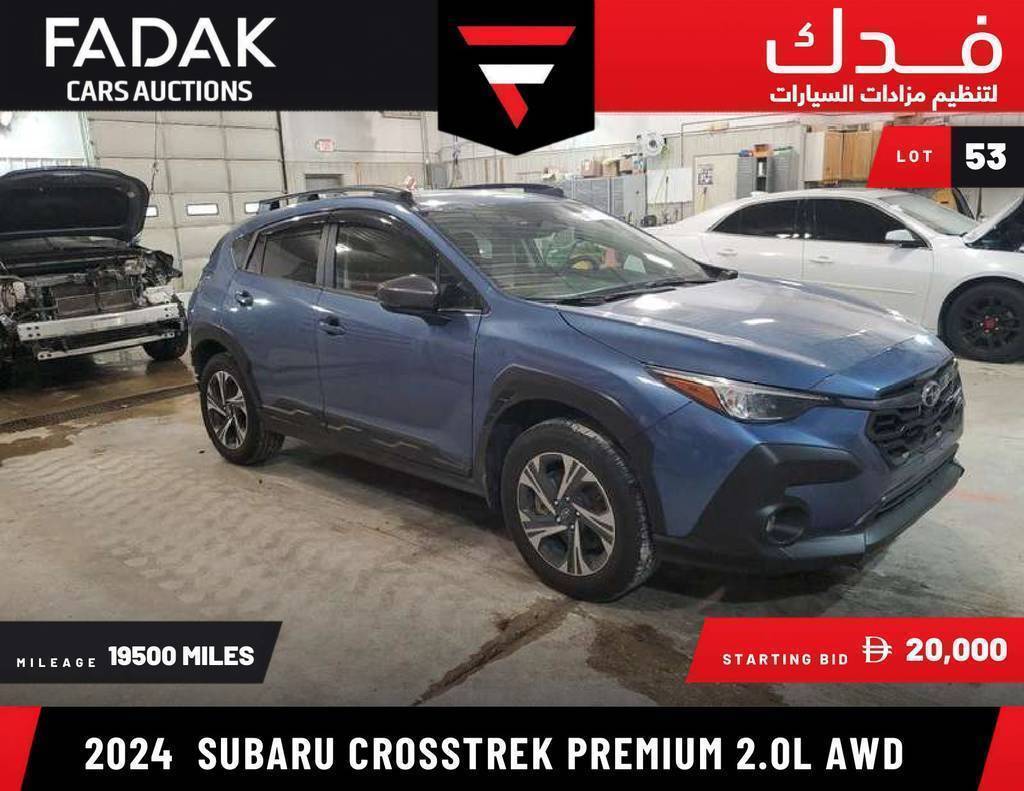 FADAK
CARS AUCTIONS
فدك
لتنظيم مزادات السيارات
LOT 53
MILEAGE 19500 MILES
STARTING BID 20,000
2024 SUBARU CROSSTREK PREMIUM 2.0L AWD